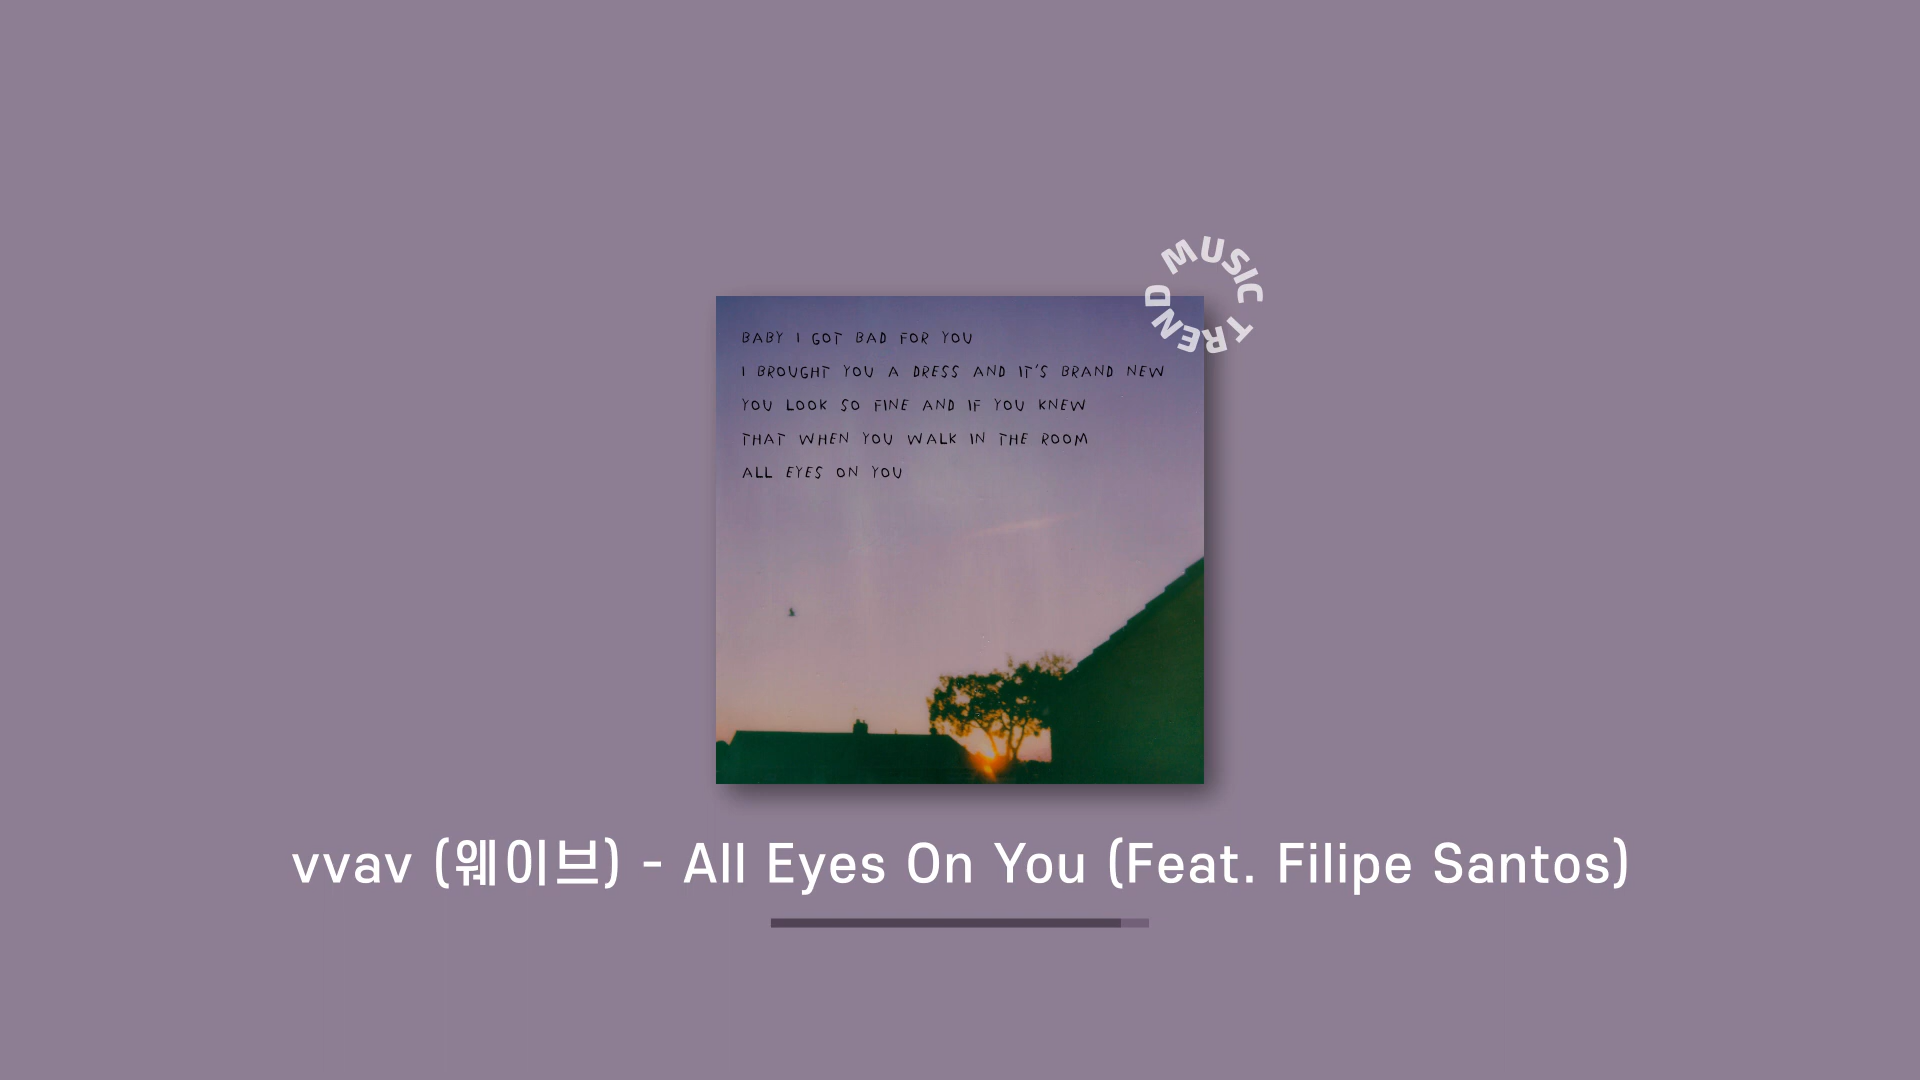 MUSIC TREND
BABY I GOT BAD FOR YOU
I BROUGHT YOU A DRESS AND IT'S BRAND NEW
YOU LOOK SO FINE AND IF YOU KNEW
THAT WHEN YOU WALK IN THE ROOM
ALL EYES ON YOU
vvav (웨이브) - All Eyes On You (Feat. Filipe Santos)